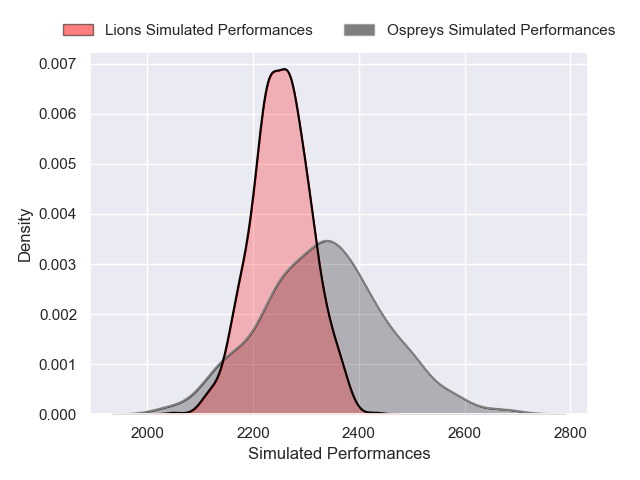 Lions Simulated Performances Ospreys Simulated Performances
0.007
0.006
0.005
0.004
0.003
0.002
0.001
0.000
Density
2000 2200 2400 2600 2800
Simulated Performances